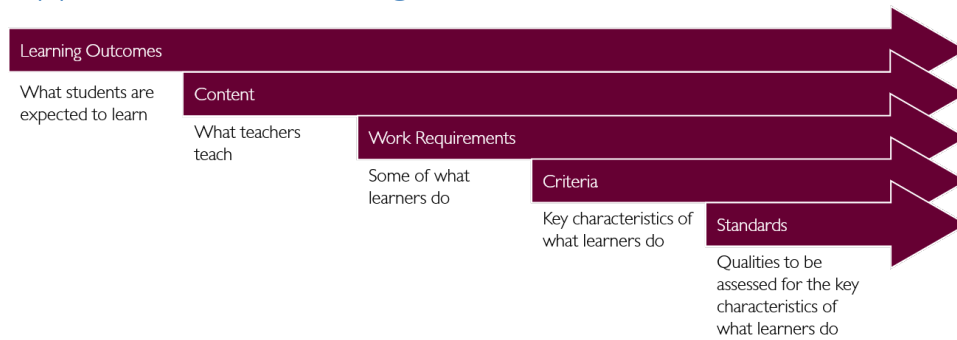 Learning Outcomes
What students are
expected to learn
Content
What teachers
teach
Work Requirements
Some of what
learners do
Criteria
Key characteristics of
what learners do
Standards
Qualities to be
assessed for the key
characteristics of
what learners do